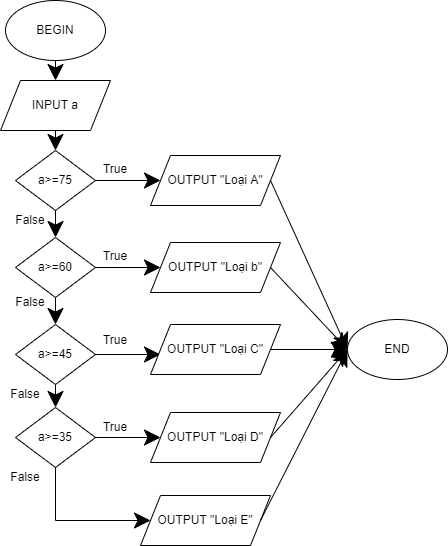 BEGIN
INPUT a
a>=75
True
OUTPUT "Loại A"
False
a>=60
True
OUTPUT "Loại b"
False
a>=45
True
OUTPUT "Loại C"
END
False
a>=35
True
OUTPUT "Loại D"
False
OUTPUT "Loại E"